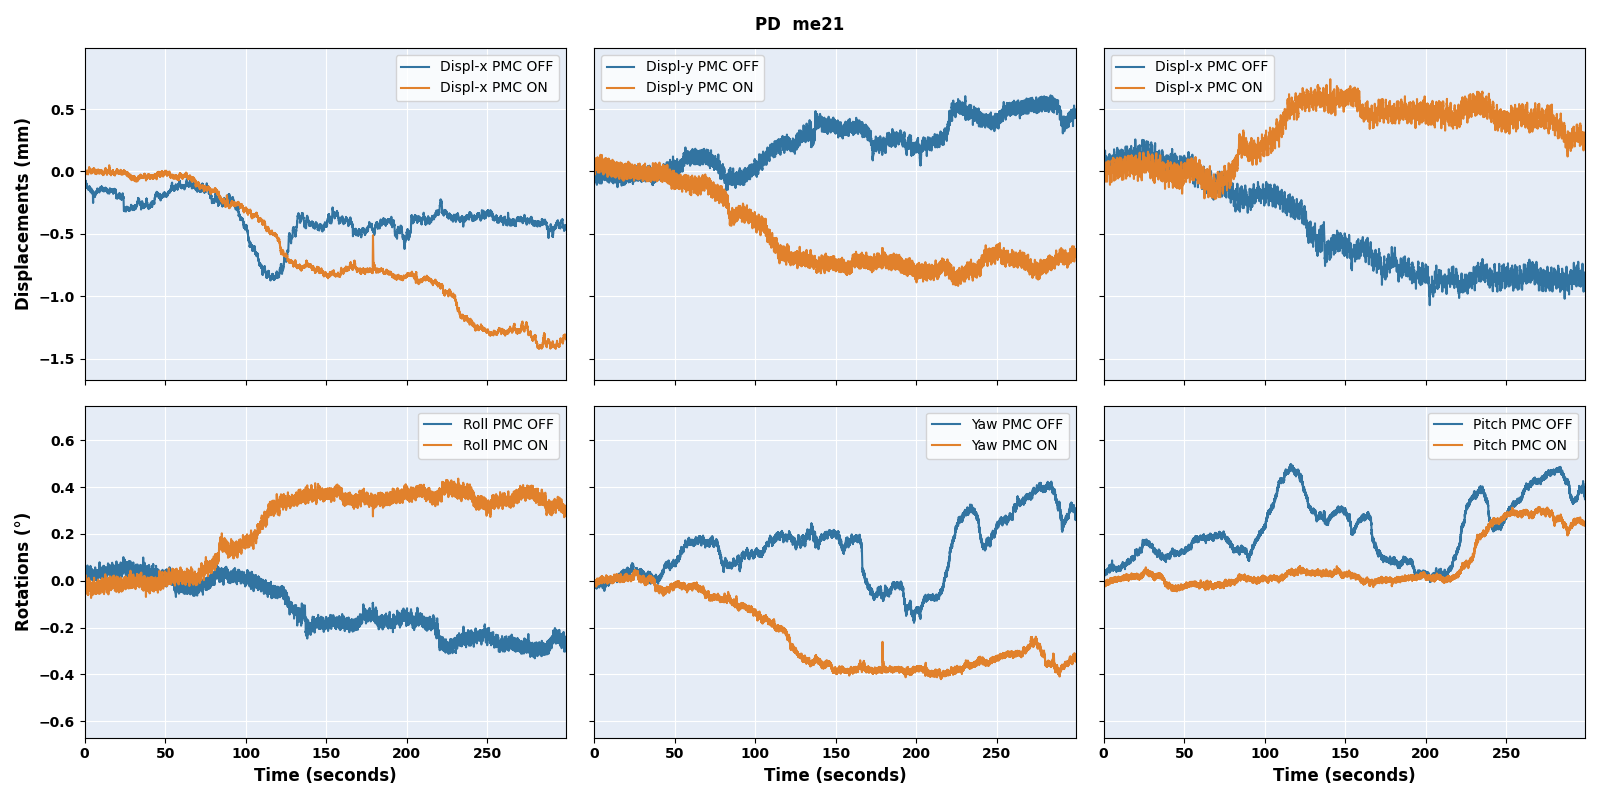 PD  me21
Displacements (mm)
0.5
0.0
−0.5
−1.0
−1.5
Displ-x PMC OFF
Displ-x PMC ON
Displ-y PMC OFF
Displ-y PMC ON
Displ-x PMC OFF
Displ-x PMC ON
Rotations (°)
0.6
0.4
0.2
0.0
−0.2
−0.4
−0.6
Roll PMC OFF
Roll PMC ON
Yaw PMC OFF
Yaw PMC ON
Pitch PMC OFF
Pitch PMC ON
0 50 100 150 200 250
0 50 100 150 200 250
0 50 100 150 200 250
Time (seconds)
Time (seconds)
Time (seconds)